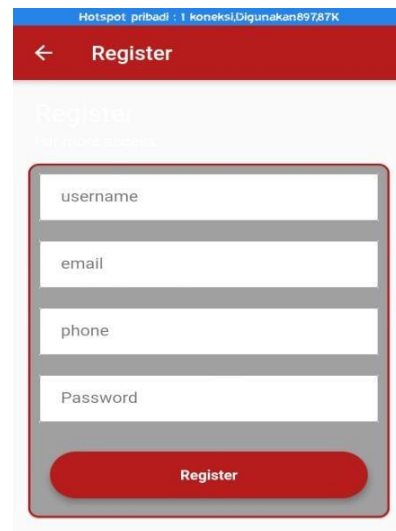 Hotspot pribadi : 1 koneksi,Digunakan897,87K
Register
Register
username
email
phone
Password
Register